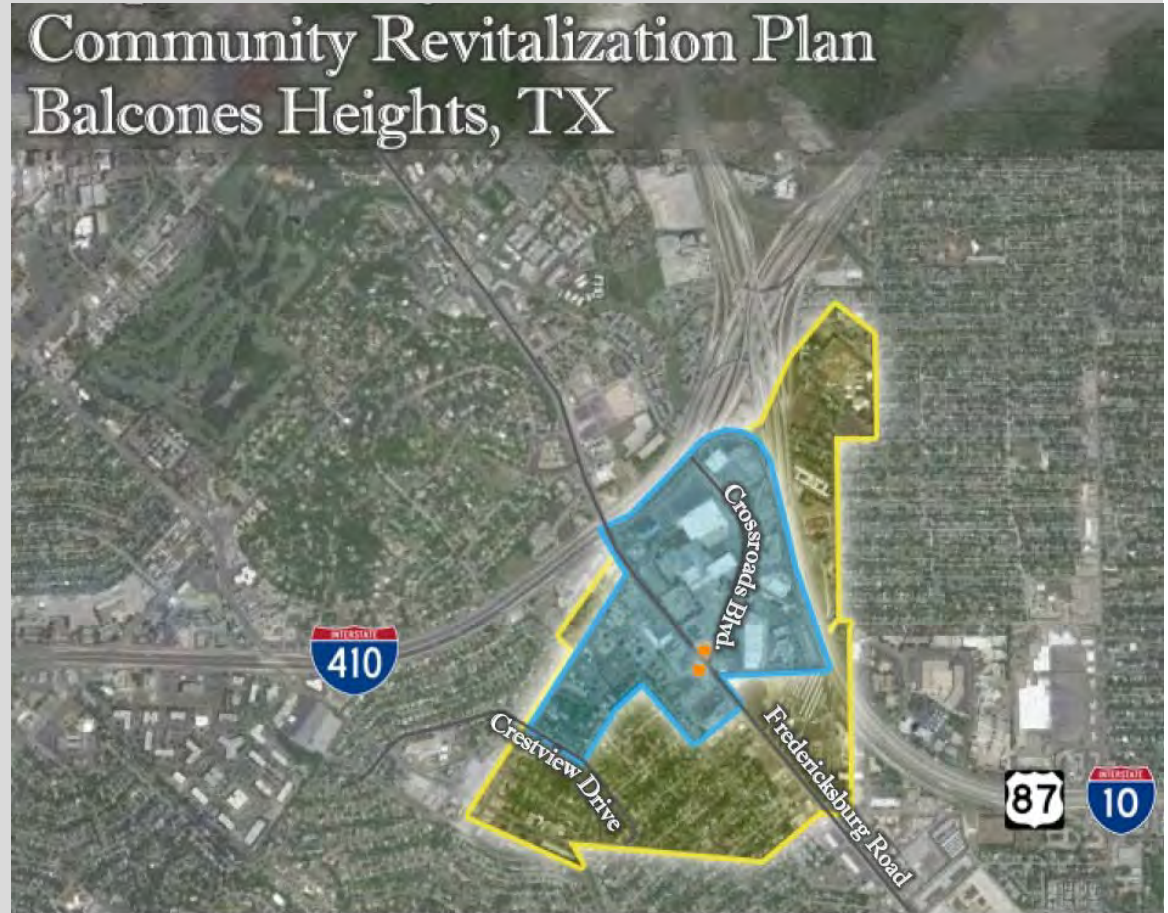 Community Revitalization Plan
Balcones Heights, TX
Crossroads Blvd.
INTERSTATE
410
Crestview Drive
Fredericksburg Road
87
INTERSTATE
10